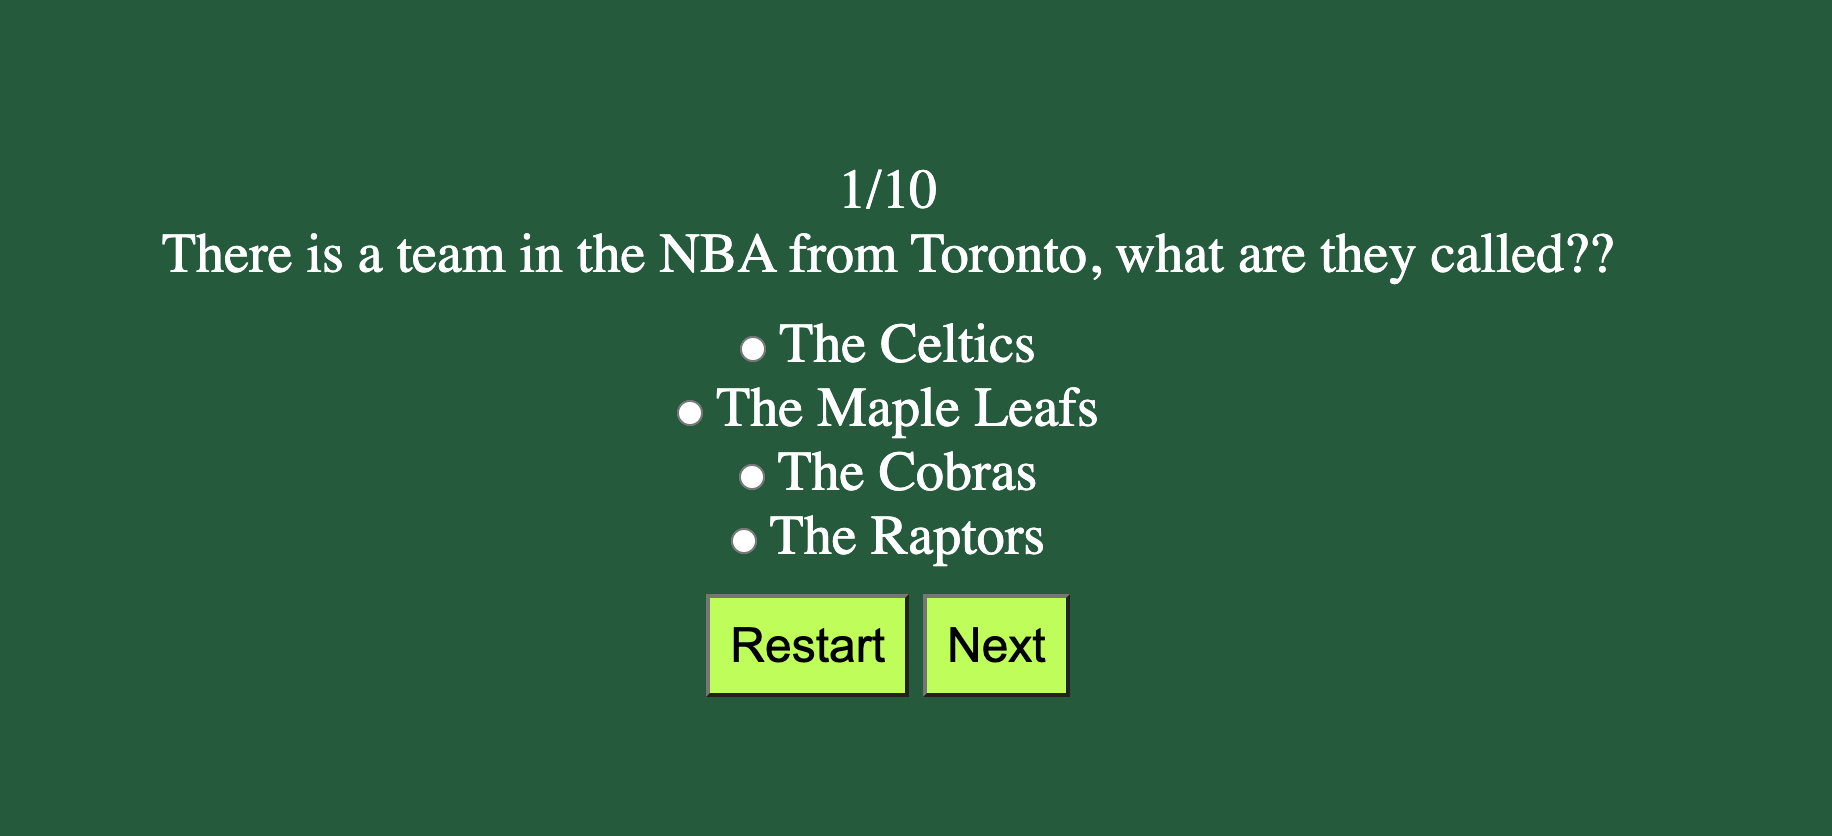 1/10
There is a team in the NBA from Toronto, what are they called??
The Celtics
The Maple Leafs
The Cobras
The Raptors
Restart Next